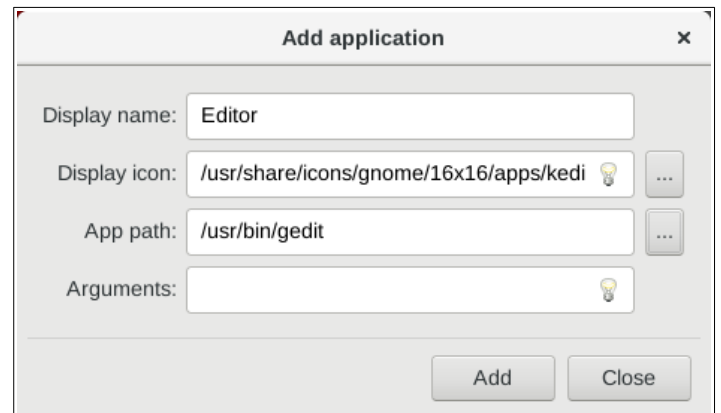 Add application
Display name: Editor
Display icon: /usr/share/icons/gnome/16x16/apps/kedi ...
App path: /usr/bin/gedit ...
Arguments:
Add Close